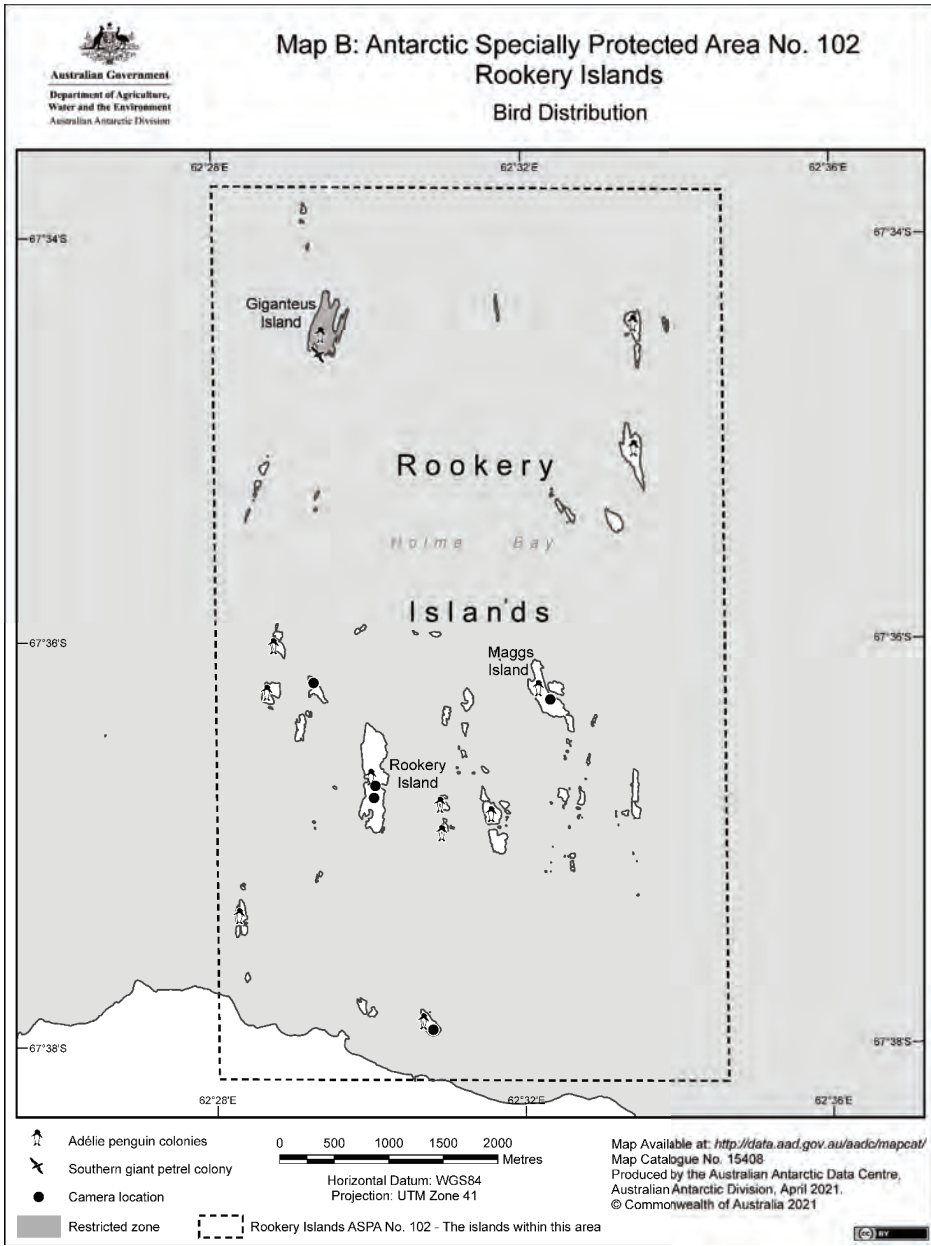 Australian Government
Department of Agriculture,
Water and the Environment
Australian Antarctic Division
Map B: Antarctic Specially Protected Area No. 102
Rookery Islands
Bird Distribution
62°28'E
62°32'E
62°36'E
67°34'S
67°34'S
Giganteus
Island
Rookery
Holme Bay
Islands
67°36'S
67°36'S
Maggs
Island
Rookery
Island
67°38'S
67°38'S
62°28'E
62°32'E
62°36'E
Adélie penguin colonies
Southern giant petrel colony
Camera location
Restricted zone
Rookery Islands ASPA No. 102 - The islands within this area
0 500 1000 1500 2000
Metres
Horizontal Datum: WGS84
Projection: UTM Zone 41
Map Available at: http://data.aad.gov.au/aadc/mapcat/
Map Catalogue No. 15408
Produced by the Australian Antarctic Data Centre,
Australian Antarctic Division, April 2021.
© Commonwealth of Australia 2021
cc BY